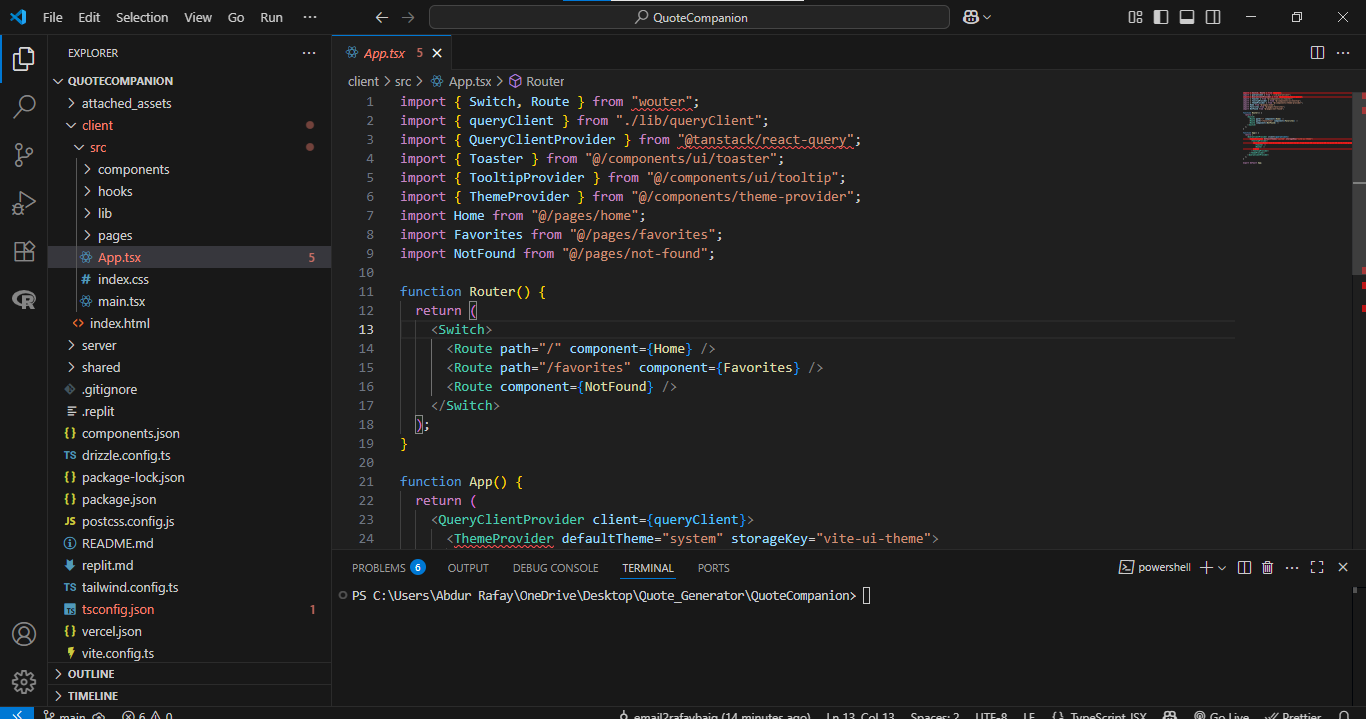 File Edit Selection View Go Run ··· QuoteCompanion
EXPLORER ···
QUOTECOMPANION
attached_assets
client
src
components
hooks
lib
pages
App.tsx 5
# index.css
main.tsx
<> index.html
server
shared
.gitignore
.replit
{} components.json
TS drizzle.config.ts
{} package-lock.json
{} package.json
JS postcss.config.js
README.md
replit.md
TS tailwind.config.ts
TS tsconfig.json 1
{} vercel.json
vite.config.ts
OUTLINE
TIMELINE
App.tsx 5
client > src > App.tsx > Router
1 import { Switch, Route } from "wouter";
2 import { queryClient } from "./lib/queryClient";
3 import { QueryClientProvider } from "@tanstack/react-query";
4 import { Toaster } from "@/components/ui/toaster";
5 import { TooltipProvider } from "@/components/ui/tooltip";
6 import { ThemeProvider } from "@/components/theme-provider";
7 import Home from "@/pages/home";
8 import Favorites from "@/pages/favorites";
9 import NotFound from "@/pages/not-found";
10
11 function Router() {
12 return (
13 <Switch>
14 <Route path="/" component={Home} />
15 <Route path="/favorites" component={Favorites} />
16 <Route component={NotFound} />
17 </Switch>
18 );
19 }
20
21 function App() {
22 return (
23 <QueryClientProvider client={queryClient}>
24 <ThemeProvider defaultTheme="system" storageKey="vite-ui-theme">
PROBLEMS 6 OUTPUT DEBUG CONSOLE TERMINAL PORTS powershell
PS C:\Users\Abdur Rafay\OneDrive\Desktop\Quote_Generator\QuoteCompanion>
main 6 0 email2rafaybaig (14 minutes ago) Ln 13, Col 13 Spaces: 2 UTF-8 LF {} TypeScript JSX Go Live Prettier